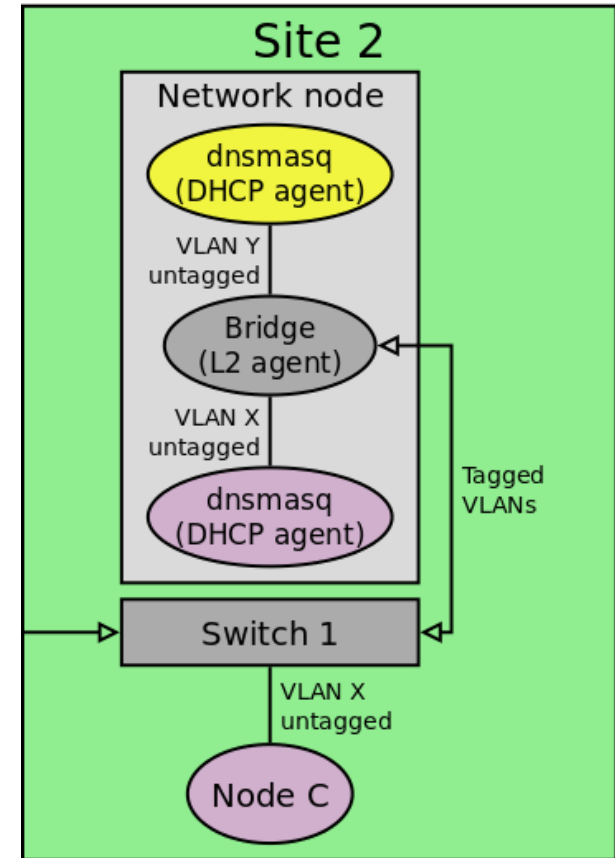 Site 2
Network node
dnsmasq
(DHCP agent)
VLAN Y
untagged
Bridge
(L2 agent)
VLAN X
untagged
Tagged
VLANs
dnsmasq
(DHCP agent)
Switch 1
VLAN X
untagged
Node C